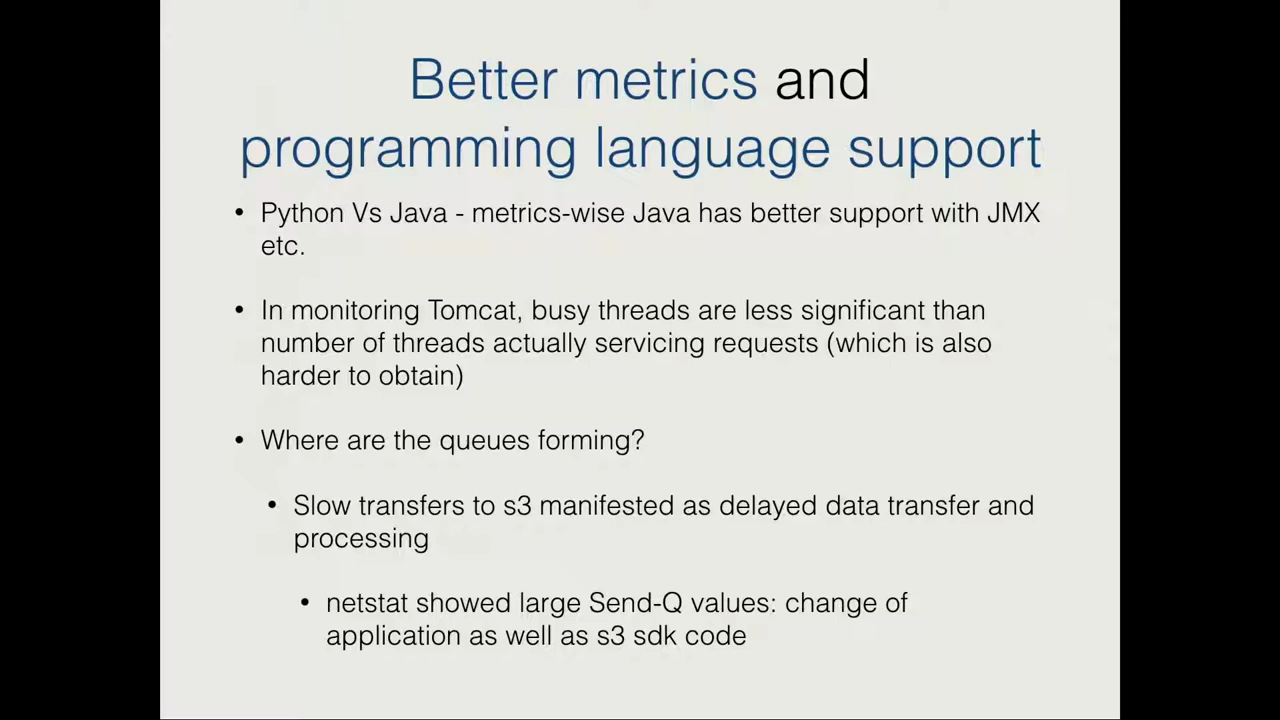 Better metrics and
programming language support
• Python Vs Java - metrics-wise Java has better support with JMX
etc.
• In monitoring Tomcat, busy threads are less significant than
number of threads actually servicing requests (which is also
harder to obtain)
• Where are the queues forming?
• Slow transfers to s3 manifested as delayed data transfer and
processing
• netstat showed large Send-Q values: change of
application as well as s3 sdk code